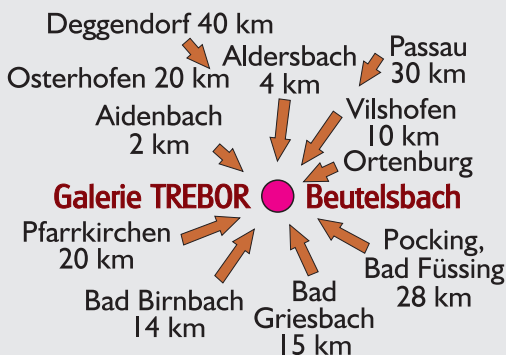 Deggendorf 40 km
Osterhofen 20 km
Aldersbach
4 km
Passau
30 km
Aidenbach
2 km
Vilshofen
10 km
Ortenburg
Galerie TREBOR Beutelsbach
Pfarrkirchen
20 km
Bad Birnbach
14 km
Bad
Griesbach
15 km
Pocking,
Bad Füssing
28 km